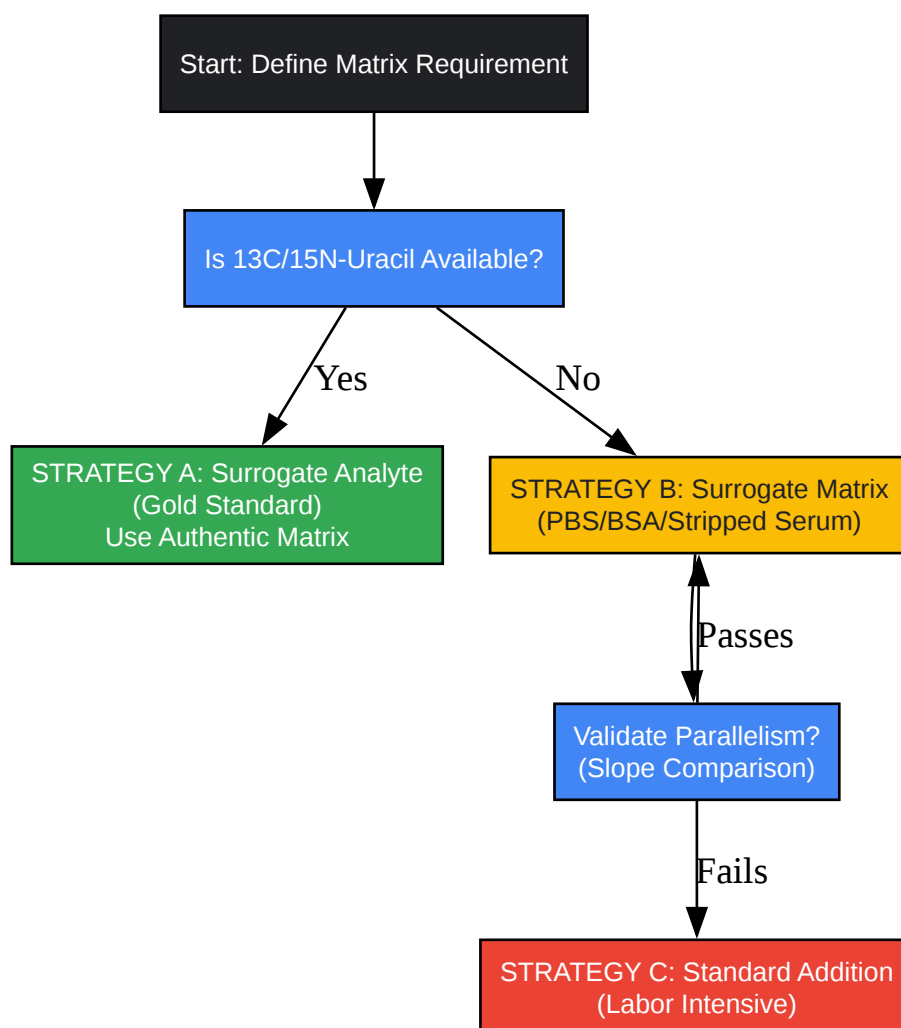 Start: Define Matrix Requirement
Is 13C/15N-Uracil Available?
Yes
No
STRATEGY A: Surrogate Analyte
(Gold Standard)
Use Authentic Matrix
STRATEGY B: Surrogate Matrix
(PBS/BSA/Stripped Serum)
Passes
Validate Parallelism?
(Slope Comparison)
Fails
STRATEGY C: Standard Addition
(Labor Intensive)